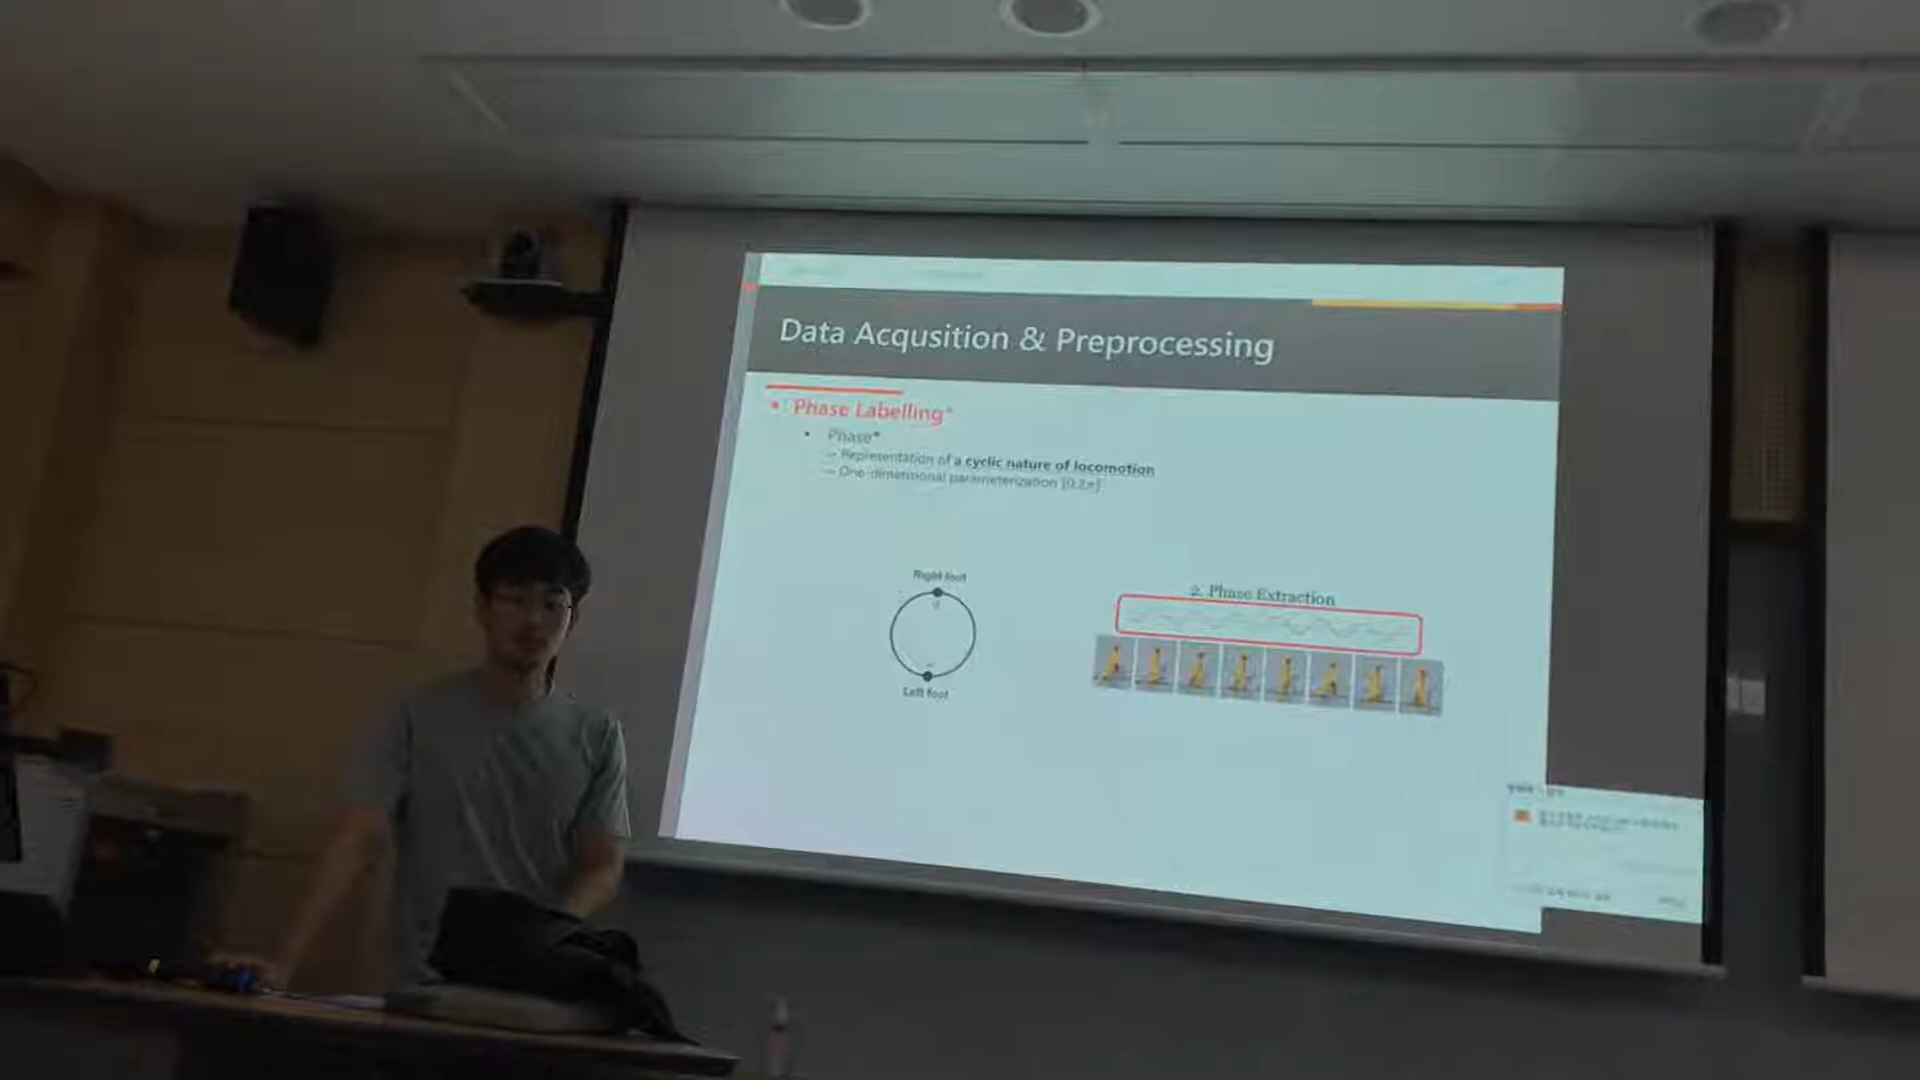 Data Acqusition & Preprocessing
• Phase Labelling*
• Phase*
– Representation of a cyclic nature of locomotion
– One-dimensional parameterization [0,2π]
Right foot
0
Left foot
2. Phase Extraction